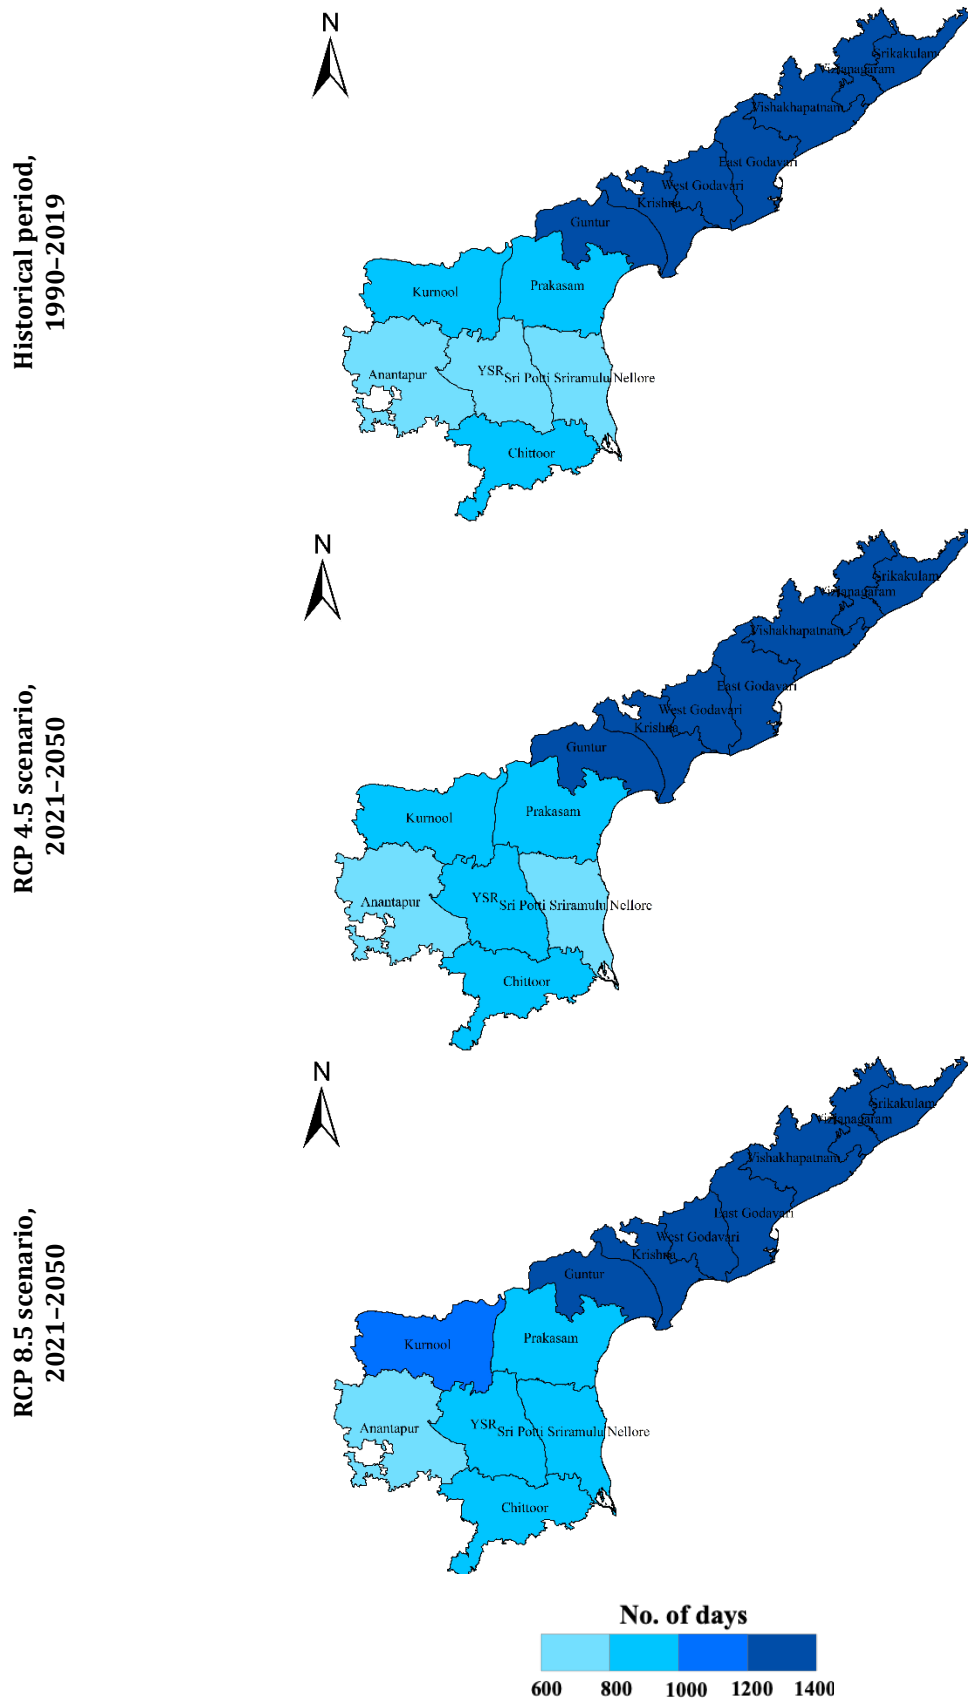 N
Srikakulam
Vizianagaram
Vishakhapatnam
East Godavari
West Godavari
Krishna
Guntur
Kurnool
Prakasam
Anantapur
YSR
Sri Potti Sriramulu Nellore
Chittoor
Historical period,
1990–2019
N
Srikakulam
Vizianagaram
Vishakhapatnam
East Godavari
West Godavari
Krishna
Guntur
Kurnool
Prakasam
Anantapur
YSR
Sri Potti Sriramulu Nellore
Chittoor
RCP 4.5 scenario,
2021–2050
N
Srikakulam
Vizianagaram
Vishakhapatnam
East Godavari
West Godavari
Krishna
Guntur
Kurnool
Prakasam
Anantapur
YSR
Sri Potti Sriramulu Nellore
Chittoor
RCP 8.5 scenario,
2021–2050
No. of days
600 800 1000 1200 1400